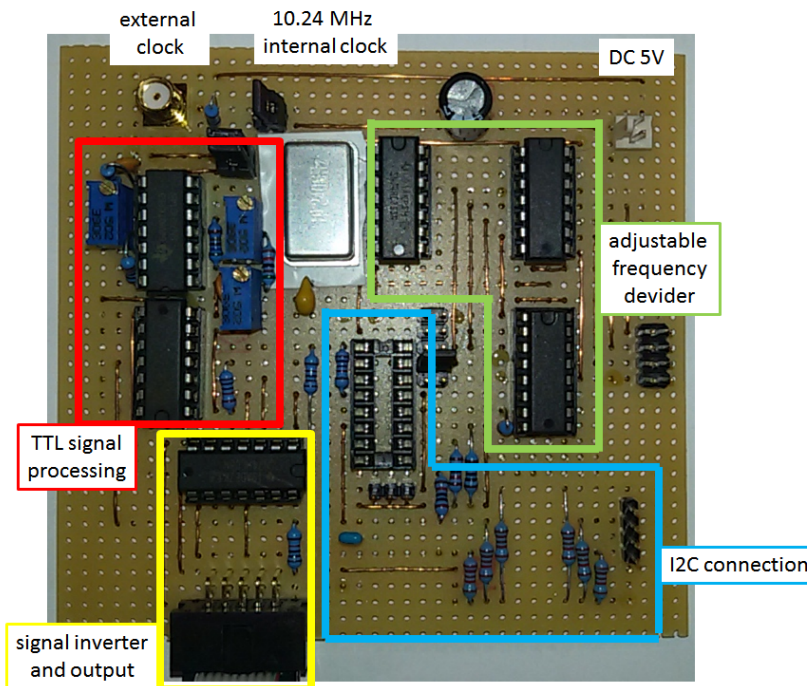 external
clock
10.24 MHz
internal clock
DC 5V
adjustable
frequency
devider
TTL signal
processing
I2C connection
signal inverter
and output